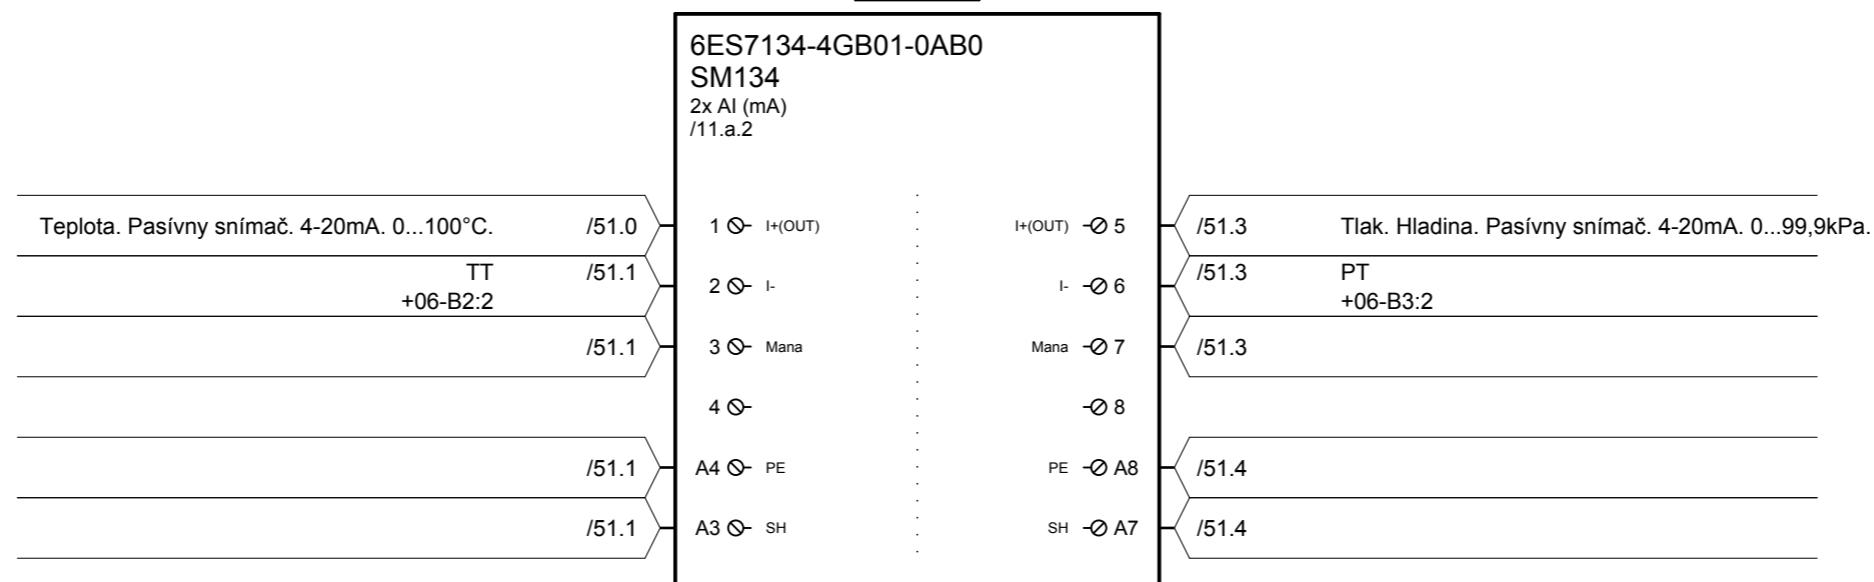 6ES7134-4GB01-0AB0
SM134
2x AI (mA)
/11.a.2
Teplota. Pasívny snímač. 4-20mA. 0...100°C. /51.0 1 I+(OUT) I+(OUT) 5 /51.3 Tlak. Hladina. Pasívny snímač. 4-20mA. 0...99,9kPa.
TT /51.1 2 I- I- 6 /51.3 PT
+06-B2:2 +06-B3:2
/51.1 3 Mana Mana 7 /51.3
4 8
/51.1 A4 PE PE A8 /51.4
/51.1 A3 SH SH A7 /51.4